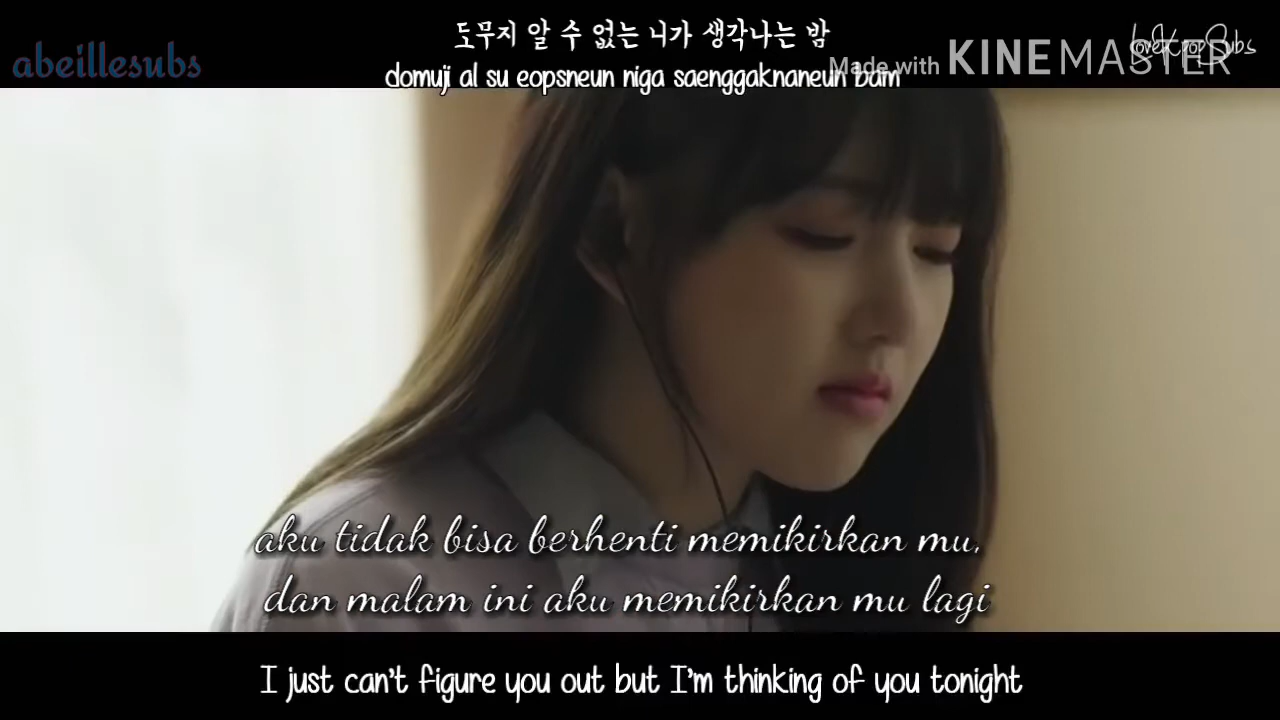 도무지 알 수 없는 니가 생각나는 밤
abeillesubs
LoveKpopSubs
Made with KINEMASTER
domuji al su eopsneun niga saenggaknaneun bam
aku tidak bisa berhenti memikirkan mu,
dan malam ini aku memikirkan mu lagi
I just can't figure you out but I'm thinking of you tonight